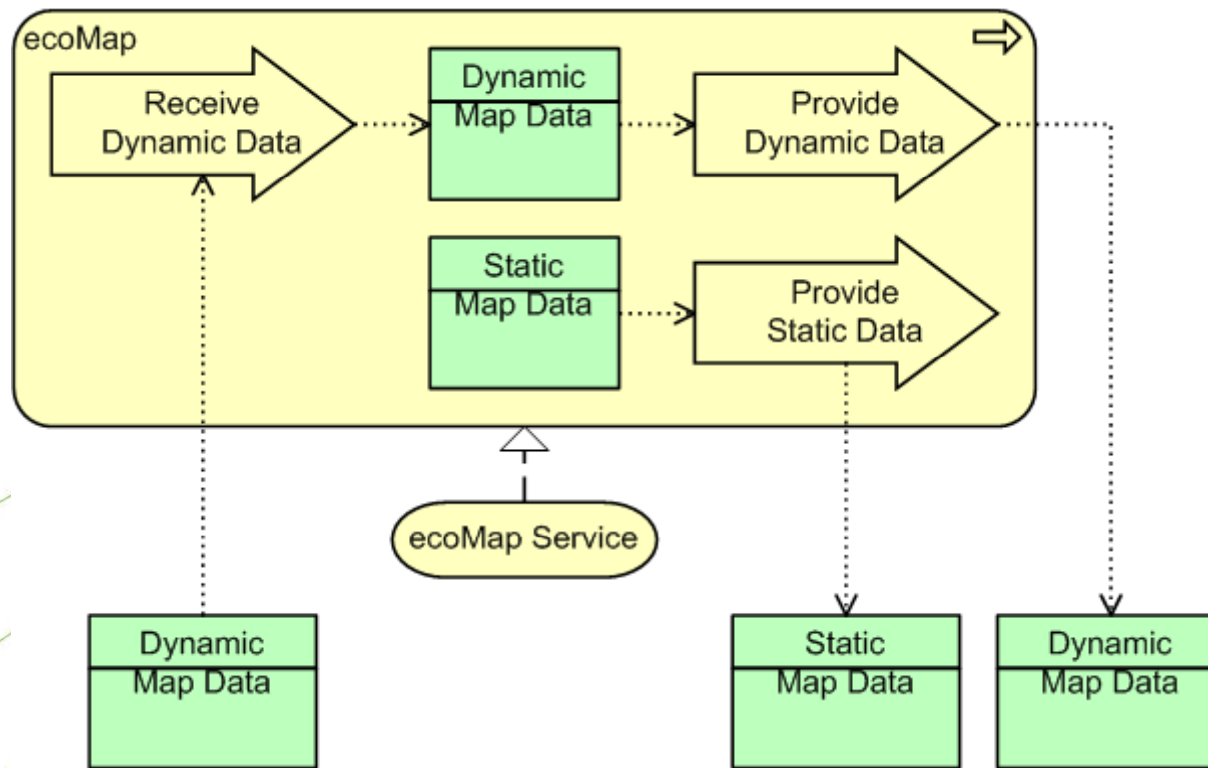 ecoMap
Receive
Dynamic Data
Dynamic
Map Data
Provide
Dynamic Data
Static
Map Data
Provide
Static Data
ecoMap Service
Dynamic
Map Data
Static
Map Data
Dynamic
Map Data